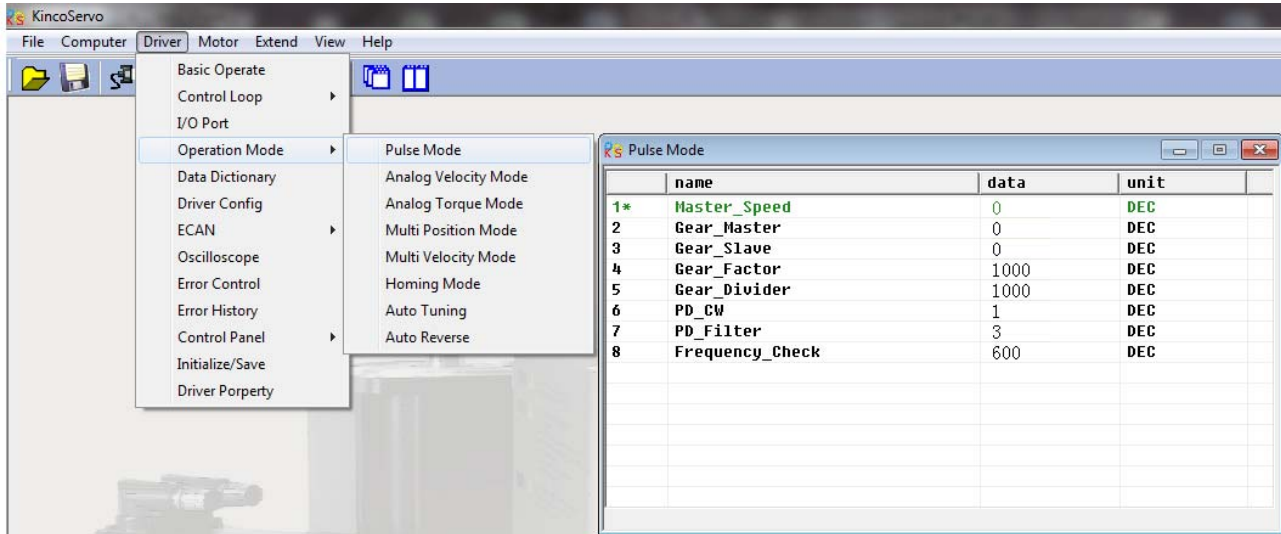 KincoServo
File Computer Driver Motor Extend View Help
Basic Operate
Control Loop
I/O Port
Operation Mode
Data Dictionary
Driver Config
ECAN
Oscilloscope
Error Control
Error History
Control Panel
Initialize/Save
Driver Porperty
Pulse Mode
Analog Velocity Mode
Analog Torque Mode
Multi Position Mode
Multi Velocity Mode
Homing Mode
Auto Tuning
Auto Reverse
Pulse Mode
name data unit
1* Master_Speed 0 DEC
2 Gear_Master 0 DEC
3 Gear_Slave 0 DEC
4 Gear_Factor 1000 DEC
5 Gear_Divider 1000 DEC
6 PD_CW 1 DEC
7 PD_Filter 3 DEC
8 Frequency_Check 600 DEC